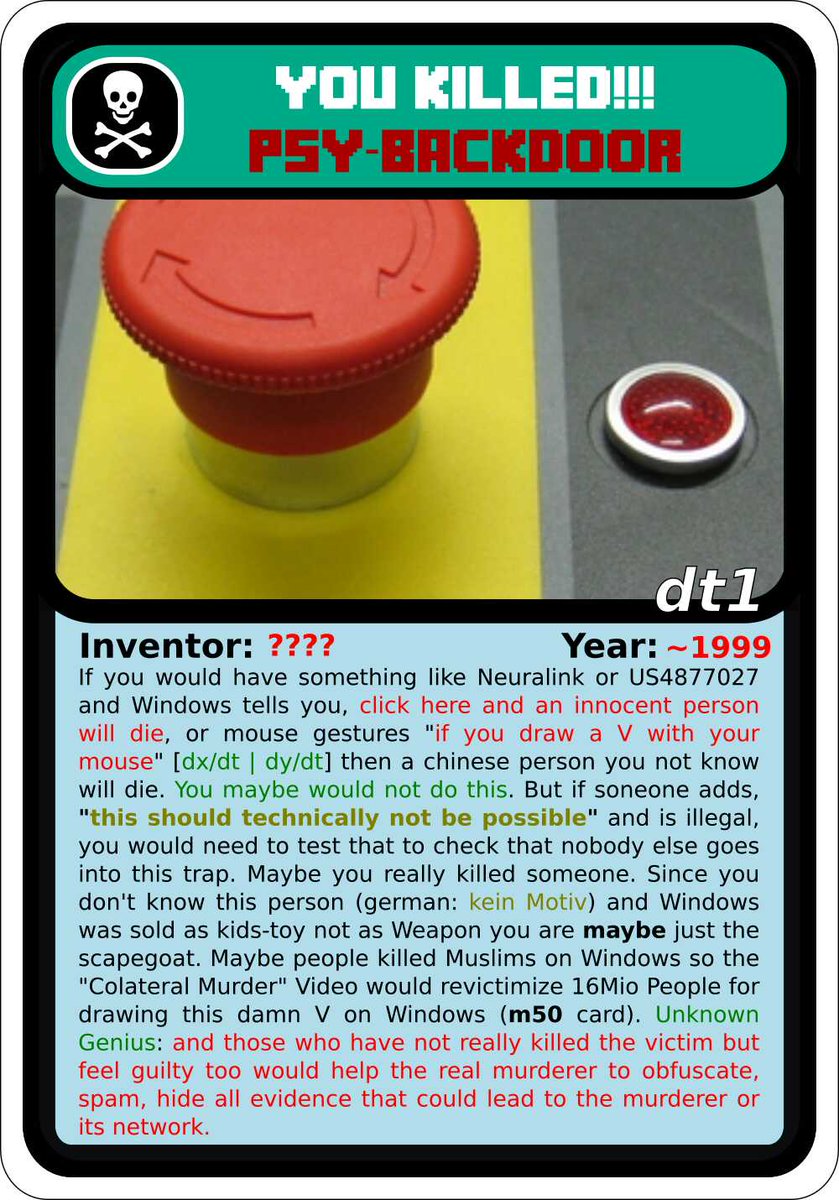 YOU KILLED!!!
PSY-BACKDOOR
dt1
Inventor: ???? Year: ~1999
If you would have something like Neuralink or US4877027
and Windows tells you, click here and an innocent person
will die, or mouse gestures "if you draw a V with your
mouse" [dx/dt | dy/dt] then a chinese person you not know
will die. You maybe would not do this. But if soneone adds,
"this should technically not be possible" and is illegal,
you would need to test that to check that nobody else goes
into this trap. Maybe you really killed someone. Since you
don't know this person (german: kein Motiv) and Windows
was sold as kids-toy not as Weapon you are maybe just the
scapegoat. Maybe people killed Muslims on Windows so the
"Colateral Murder" Video would revictimize 16Mio People for
drawing this damn V on Windows (m50 card). Unknown
Genius: and those who have not really killed the victim but
feel guilty too would help the real murderer to obfuscate,
spam, hide all evidence that could lead to the murderer or
its network.